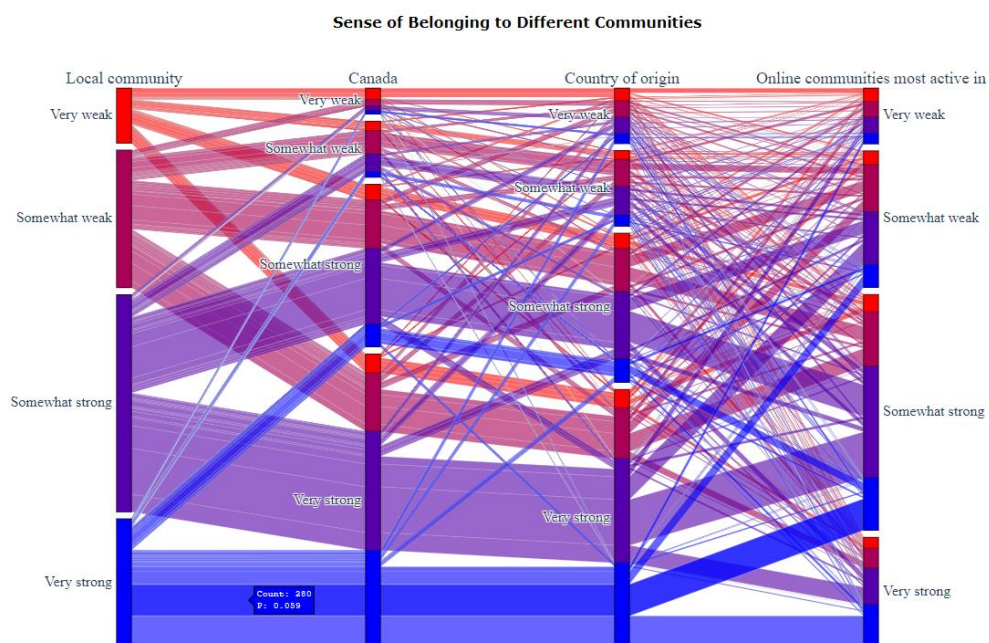 Sense of Belonging to Different Communities
Local community
Canada
Country of origin
Online communities most active in
Very weak
Somewhat weak
Somewhat strong
Very strong
Very weak
Somewhat weak
Somewhat strong
Very strong
Very weak
Somewhat weak
Somewhat strong
Very strong
Very weak
Somewhat weak
Somewhat strong
Very strong
Count: 280
P: 0.059